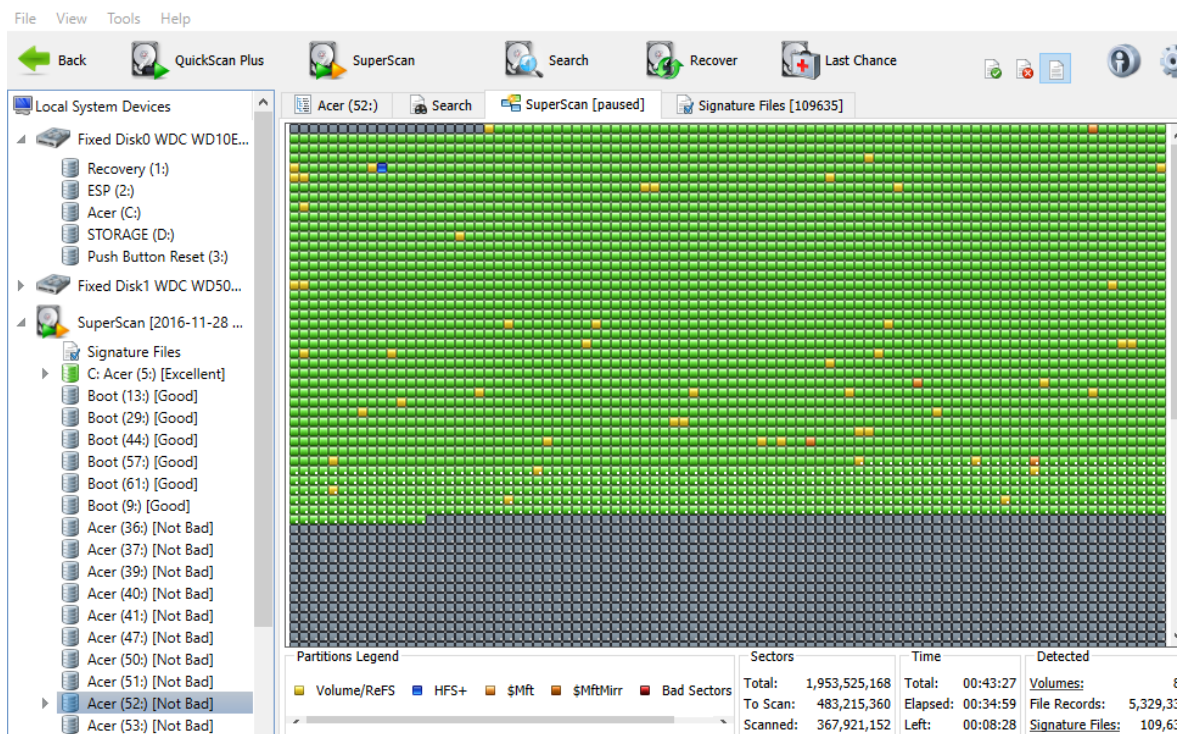 File View Tools Help
Back QuickScan Plus SuperScan Search Recover Last Chance
Local System Devices
Fixed Disk0 WDC WD10E...
Recovery (1:)
ESP (2:)
Acer (C:)
STORAGE (D:)
Push Button Reset (3:)
Fixed Disk1 WDC WD50...
SuperScan [2016-11-28 ...
Signature Files
C: Acer (5:) [Excellent]
Boot (13:) [Good]
Boot (29:) [Good]
Boot (44:) [Good]
Boot (57:) [Good]
Boot (61:) [Good]
Boot (9:) [Good]
Acer (36:) [Not Bad]
Acer (37:) [Not Bad]
Acer (39:) [Not Bad]
Acer (40:) [Not Bad]
Acer (41:) [Not Bad]
Acer (47:) [Not Bad]
Acer (50:) [Not Bad]
Acer (51:) [Not Bad]
Acer (52:) [Not Bad]
Acer (53:) [Not Bad]
Acer (52:) Search SuperScan [paused] Signature Files [109635]
Partitions Legend
Volume/ReFS HFS+ $Mft $MftMirr Bad Sectors
Sectors
Total: 1,953,525,168
To Scan: 483,215,360
Scanned: 367,921,152
Time
Total: 00:43:27
Elapsed: 00:34:59
Left: 00:08:28
Detected
Volumes:
File Records: 5,329,33
Signature Files: 109,63